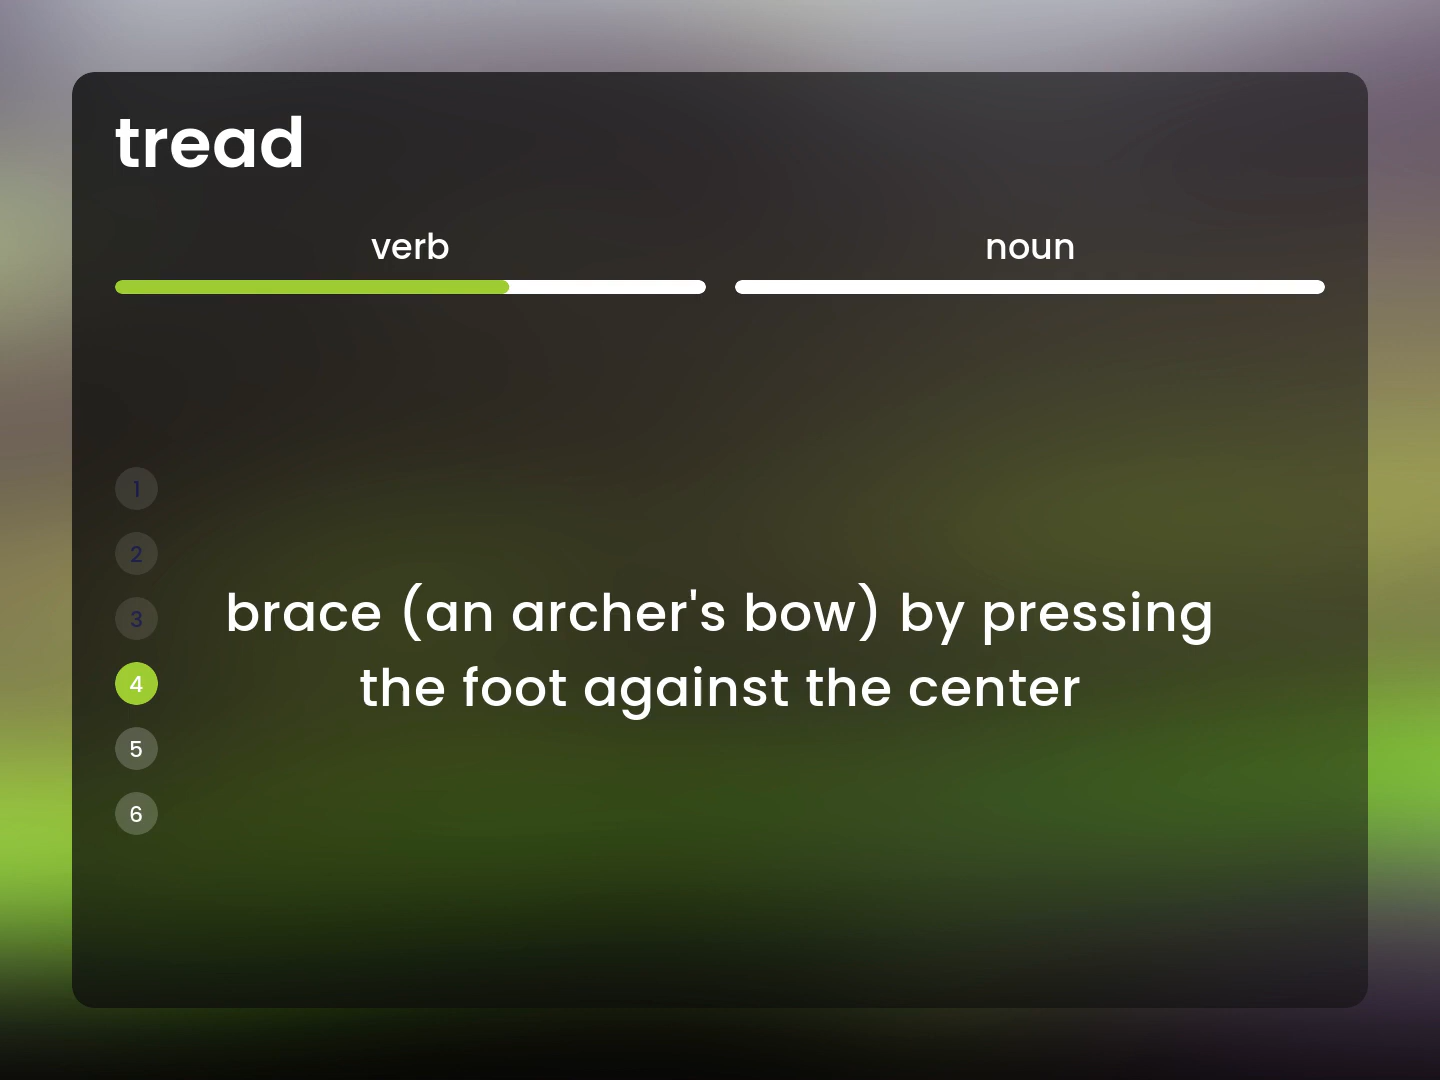 tread
verb
noun
1
2
3
4
5
6
brace (an archer's bow) by pressing
the foot against the center